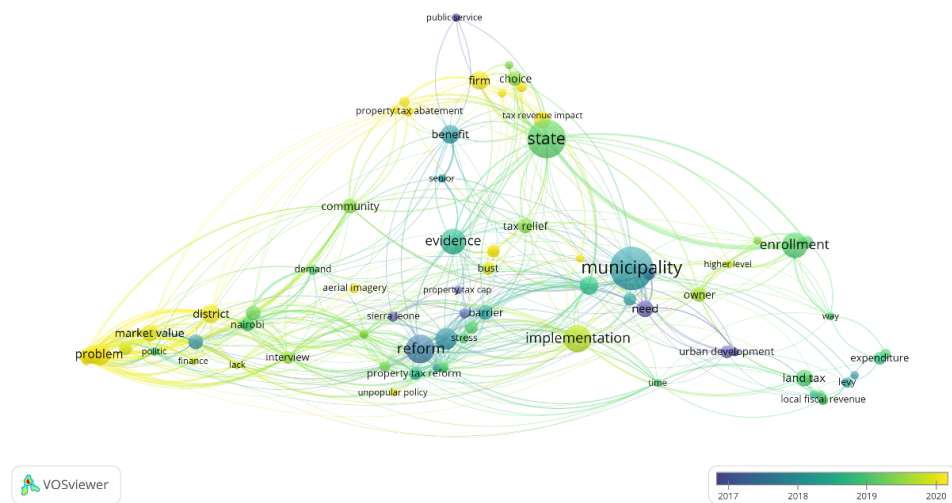 public service
firm
choice
property tax abatement
tax revenue impact
benefit
state
senior
community
tax relief
evidence
enrollment
demand
bust
municipality
higher level
aerial imagery
property tax cap
owner
district
sierra leone
barrier
need
way
nairobi
market value
stress
implementation
problem
politic
reform
urban development
interview
expenditure
finance
lack
property tax reform
land tax
levy
time
unpopular policy
local fiscal revenue
VOSviewer
2017 2018 2019 2020